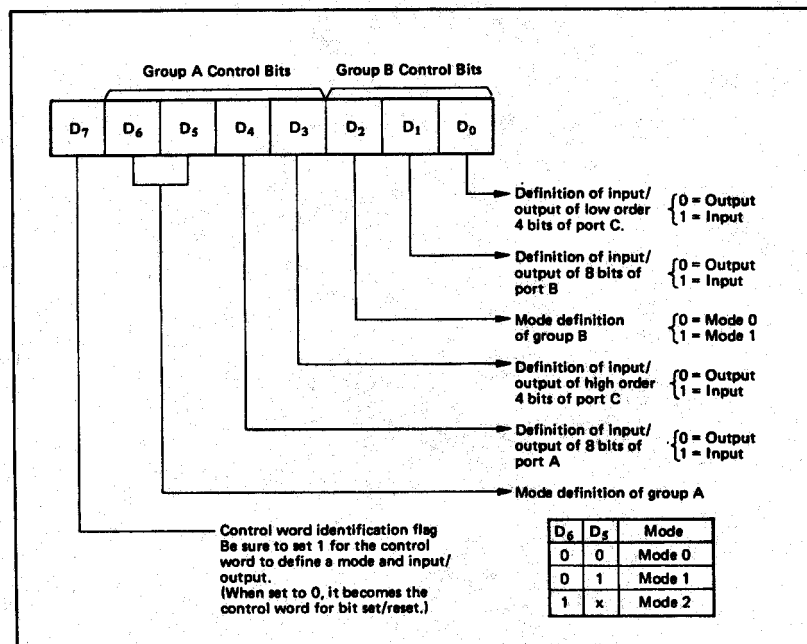 Group A Control Bits Group B Control Bits
D7 D6 D5 D4 D3 D2 D1 D0
Definition of input/
output of low order
4 bits of port C.
0 = Output
1 = Input
Definition of input/
output of 8 bits of
port B
0 = Output
1 = Input
Mode definition
of group B
0 = Mode 0
1 = Mode 1
Definition of input/
output of high order
4 bits of port C
0 = Output
1 = Input
Definition of input/
output of 8 bits of
port A
0 = Output
1 = Input
Mode definition of group A
Control word identification flag
Be sure to set 1 for the control
word to define a mode and input/
output.
(When set to 0, it becomes the
control word for bit set/reset.)
D6 D5 Mode
0 0 Mode 0
0 1 Mode 1
1 x Mode 2